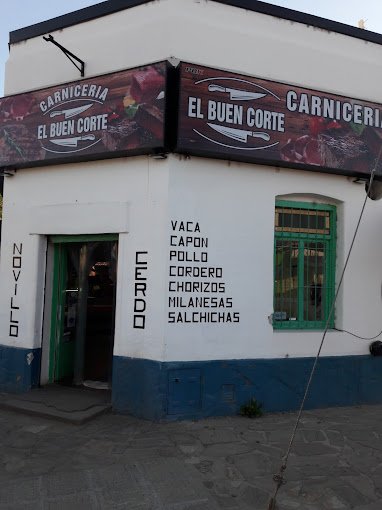 CARNICERIA
EL BUEN CORTE
EL BUEN CORTE
CARNICERIA
NOVILLO
CERDO
VACA
CAPON
POLLO
CORDERO
CHORIZOS
MILANESAS
SALCHICHAS